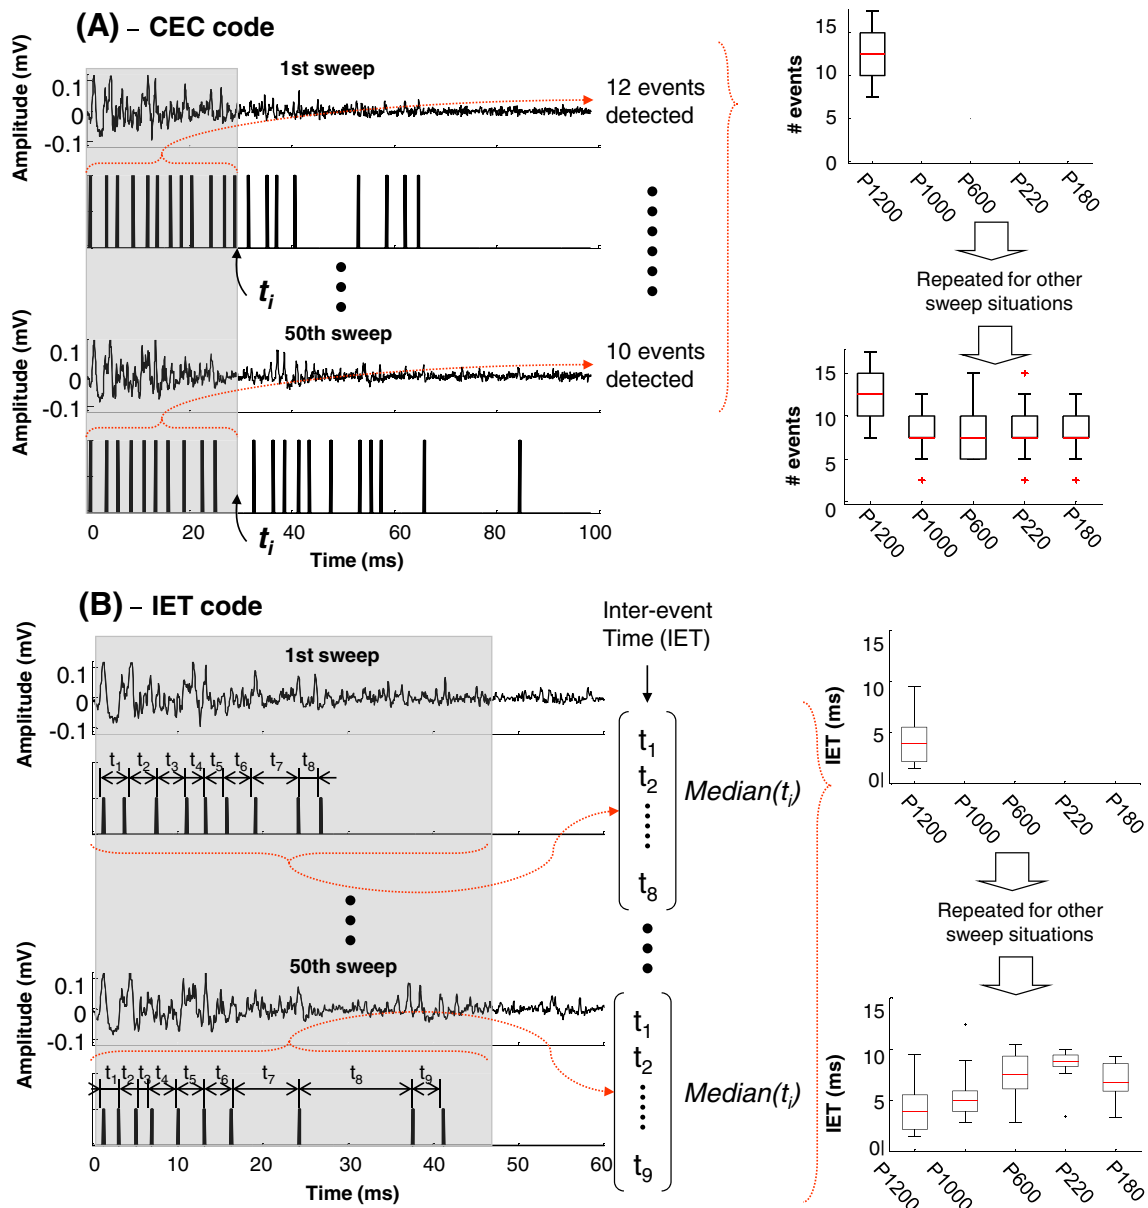 (A) – CEC code
1st sweep
Amplitude (mV)
0.1
0
-0.1
12 events
detected
t_i
50th sweep
Amplitude (mV)
0.1
0
-0.1
10 events
detected
t_i
0 20 40 60 80 100
Time (ms)
# events
15
10
5
0
P1200 P1000 P600 P220 P180
Repeated for other
sweep situations
# events
15
10
5
0
P1200 P1000 P600 P220 P180
(B) – IET code
1st sweep
Amplitude (mV)
0.1
0
-0.1
t1 t2 t3 t4 t5 t6 t7 t8
Inter-event
Time (IET)
t1
t2
t8
Median(ti)
50th sweep
Amplitude (mV)
0.1
0
-0.1
t1 t2 t3 t4 t5 t6 t7 t8 t9
0 10 20 30 40 50 60
Time (ms)
t1
t2
t9
Median(ti)
IET (ms)
15
10
5
0
P1200 P1000 P600 P220 P180
Repeated for other
sweep situations
IET (ms)
15
10
5
0
P1200 P1000 P600 P220 P180